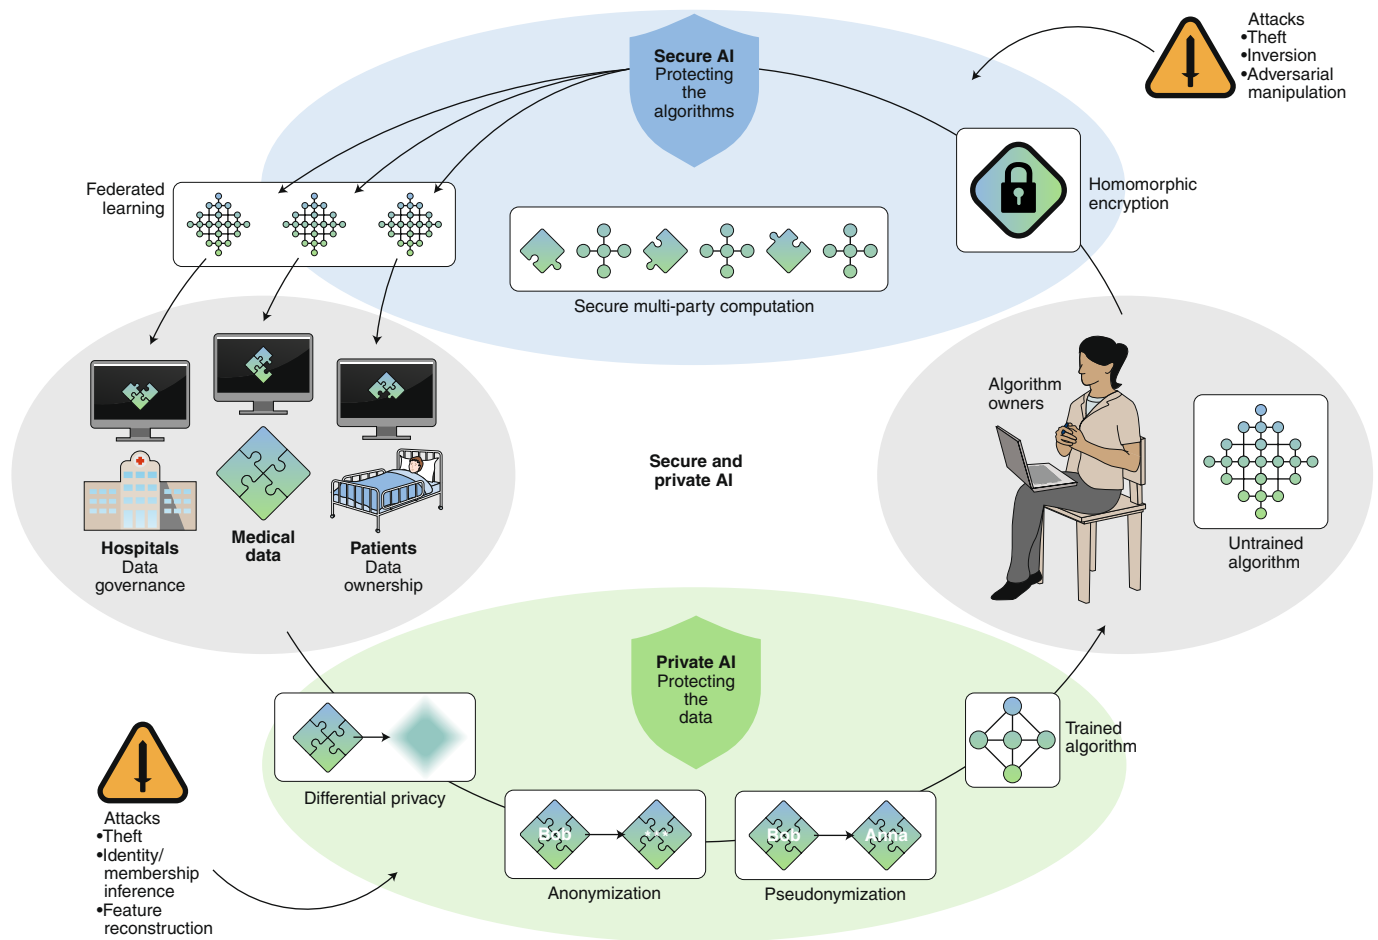 Secure AI
Protecting
the
algorithms
Attacks
•Theft
•Inversion
•Adversarial
manipulation
Federated
learning
Homomorphic
encryption
Secure multi-party computation
Algorithm
owners
Secure and
private AI
Hospitals
Data
governance
Medical
data
Patients
Data
ownership
Untrained
algorithm
Private AI
Protecting
the
data
Trained
algorithm
Differential privacy
Attacks
•Theft
•Identity/
membership
inference
•Feature
reconstruction
Bob
***
Anonymization
Bob
Anna
Pseudonymization